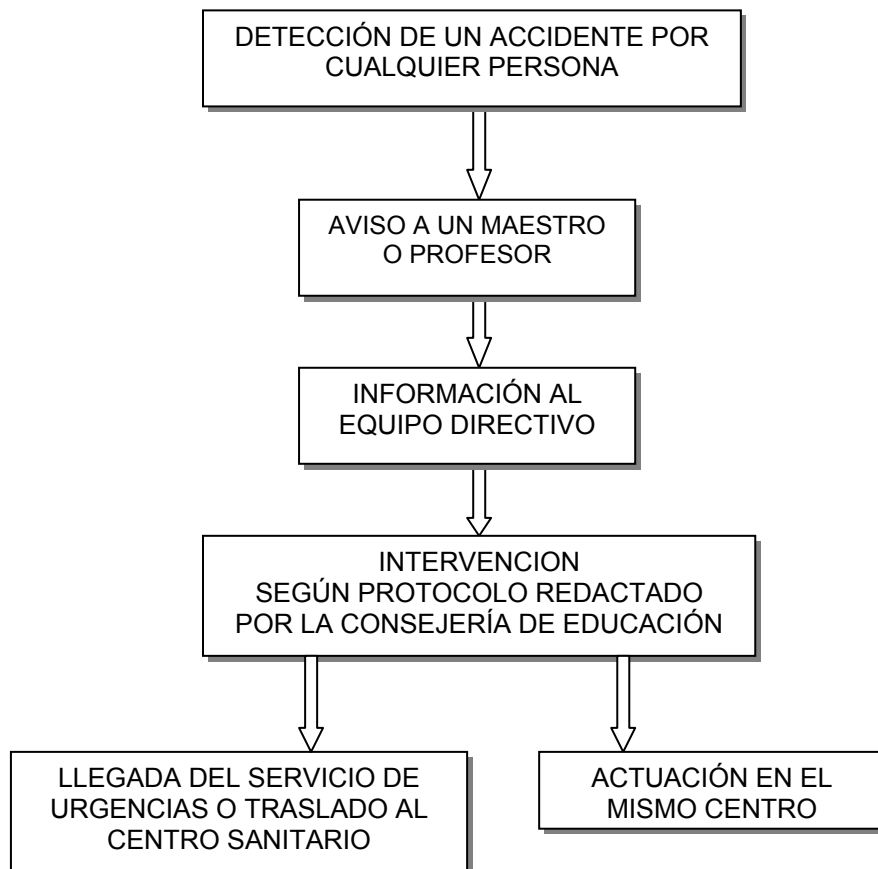 DETECCIÓN DE UN ACCIDENTE POR
CUALQUIER PERSONA
AVISO A UN MAESTRO
O PROFESOR
INFORMACIÓN AL
EQUIPO DIRECTIVO
INTERVENCION
SEGÚN PROTOCOLO REDACTADO
POR LA CONSEJERÍA DE EDUCACIÓN
LLEGADA DEL SERVICIO DE
URGENCIAS O TRASLADO AL
CENTRO SANITARIO
ACTUACIÓN EN EL
MISMO CENTRO